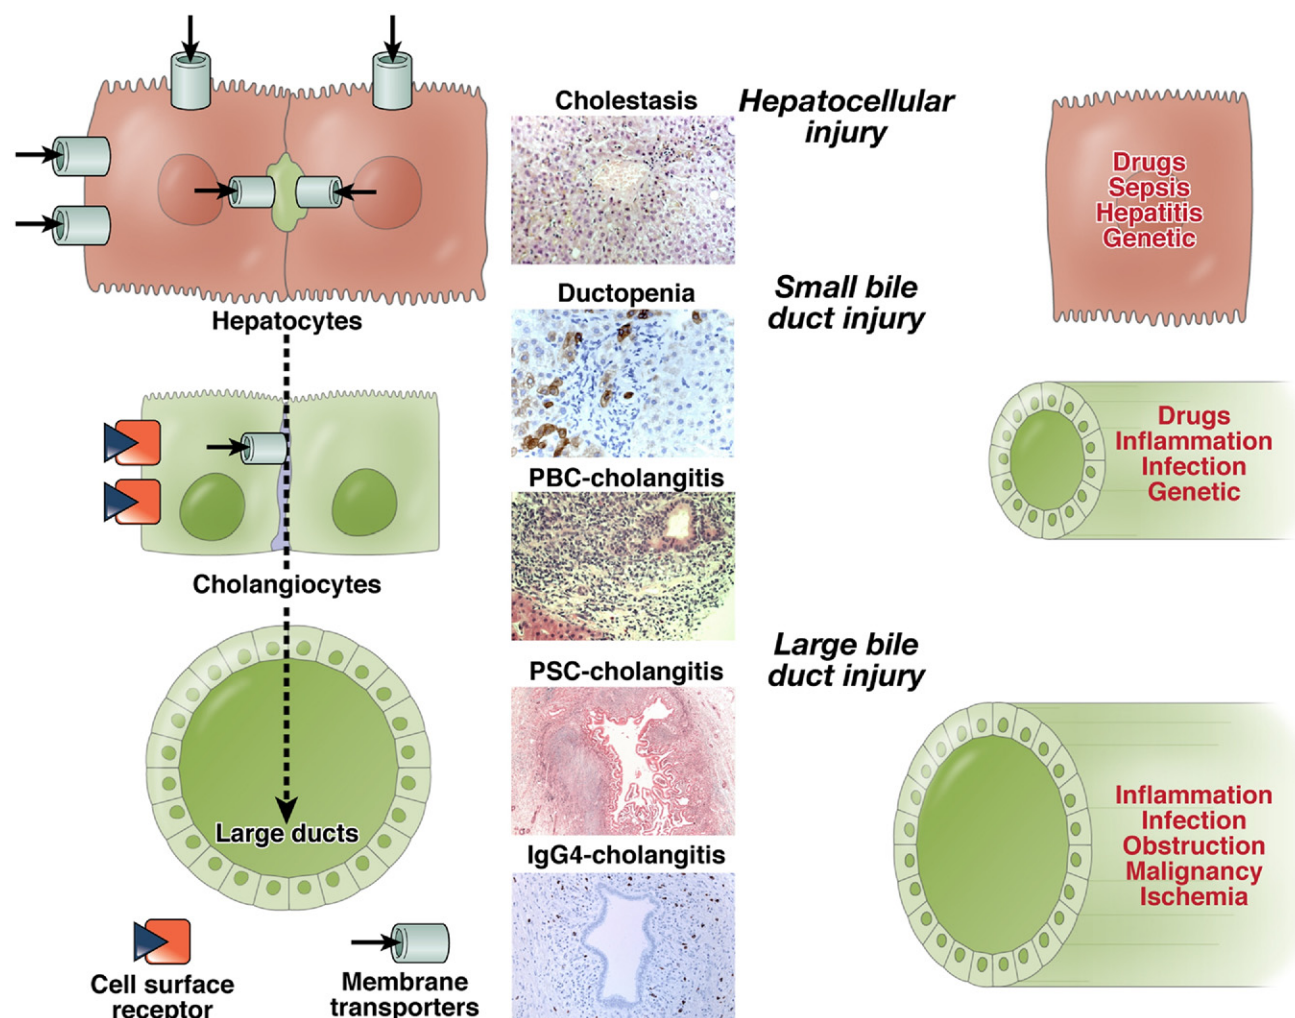 Cholestasis
Hepatocellular
injury
Drugs
Sepsis
Hepatitis
Genetic
Hepatocytes
Ductopenia
Small bile
duct injury
Drugs
Inflammation
Infection
Genetic
PBC-cholangitis
Cholangiocytes
PSC-cholangitis
Large bile
duct injury
Large ducts
IgG4-cholangitis
Inflammation
Infection
Obstruction
Malignancy
Ischemia
Cell surface
receptor
Membrane
transporters